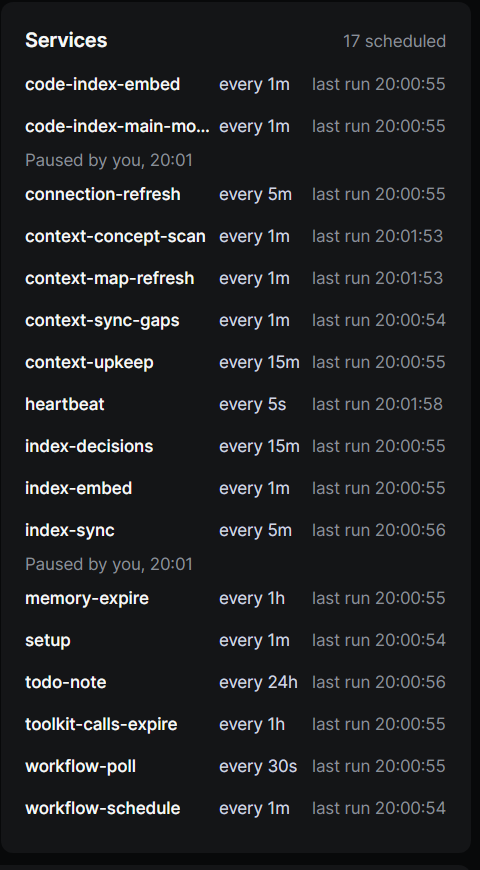 Services 17 scheduled
code-index-embed every 1m last run 20:00:55
code-index-main-mo... every 1m last run 20:00:55
Paused by you, 20:01
connection-refresh every 5m last run 20:00:55
context-concept-scan every 1m last run 20:01:53
context-map-refresh every 1m last run 20:01:53
context-sync-gaps every 1m last run 20:00:54
context-upkeep every 15m last run 20:00:55
heartbeat every 5s last run 20:01:58
index-decisions every 15m last run 20:00:55
index-embed every 1m last run 20:00:55
index-sync every 5m last run 20:00:56
Paused by you, 20:01
memory-expire every 1h last run 20:00:55
setup every 1m last run 20:00:54
todo-note every 24h last run 20:00:56
toolkit-calls-expire every 1h last run 20:00:55
workflow-poll every 30s last run 20:00:55
workflow-schedule every 1m last run 20:00:54